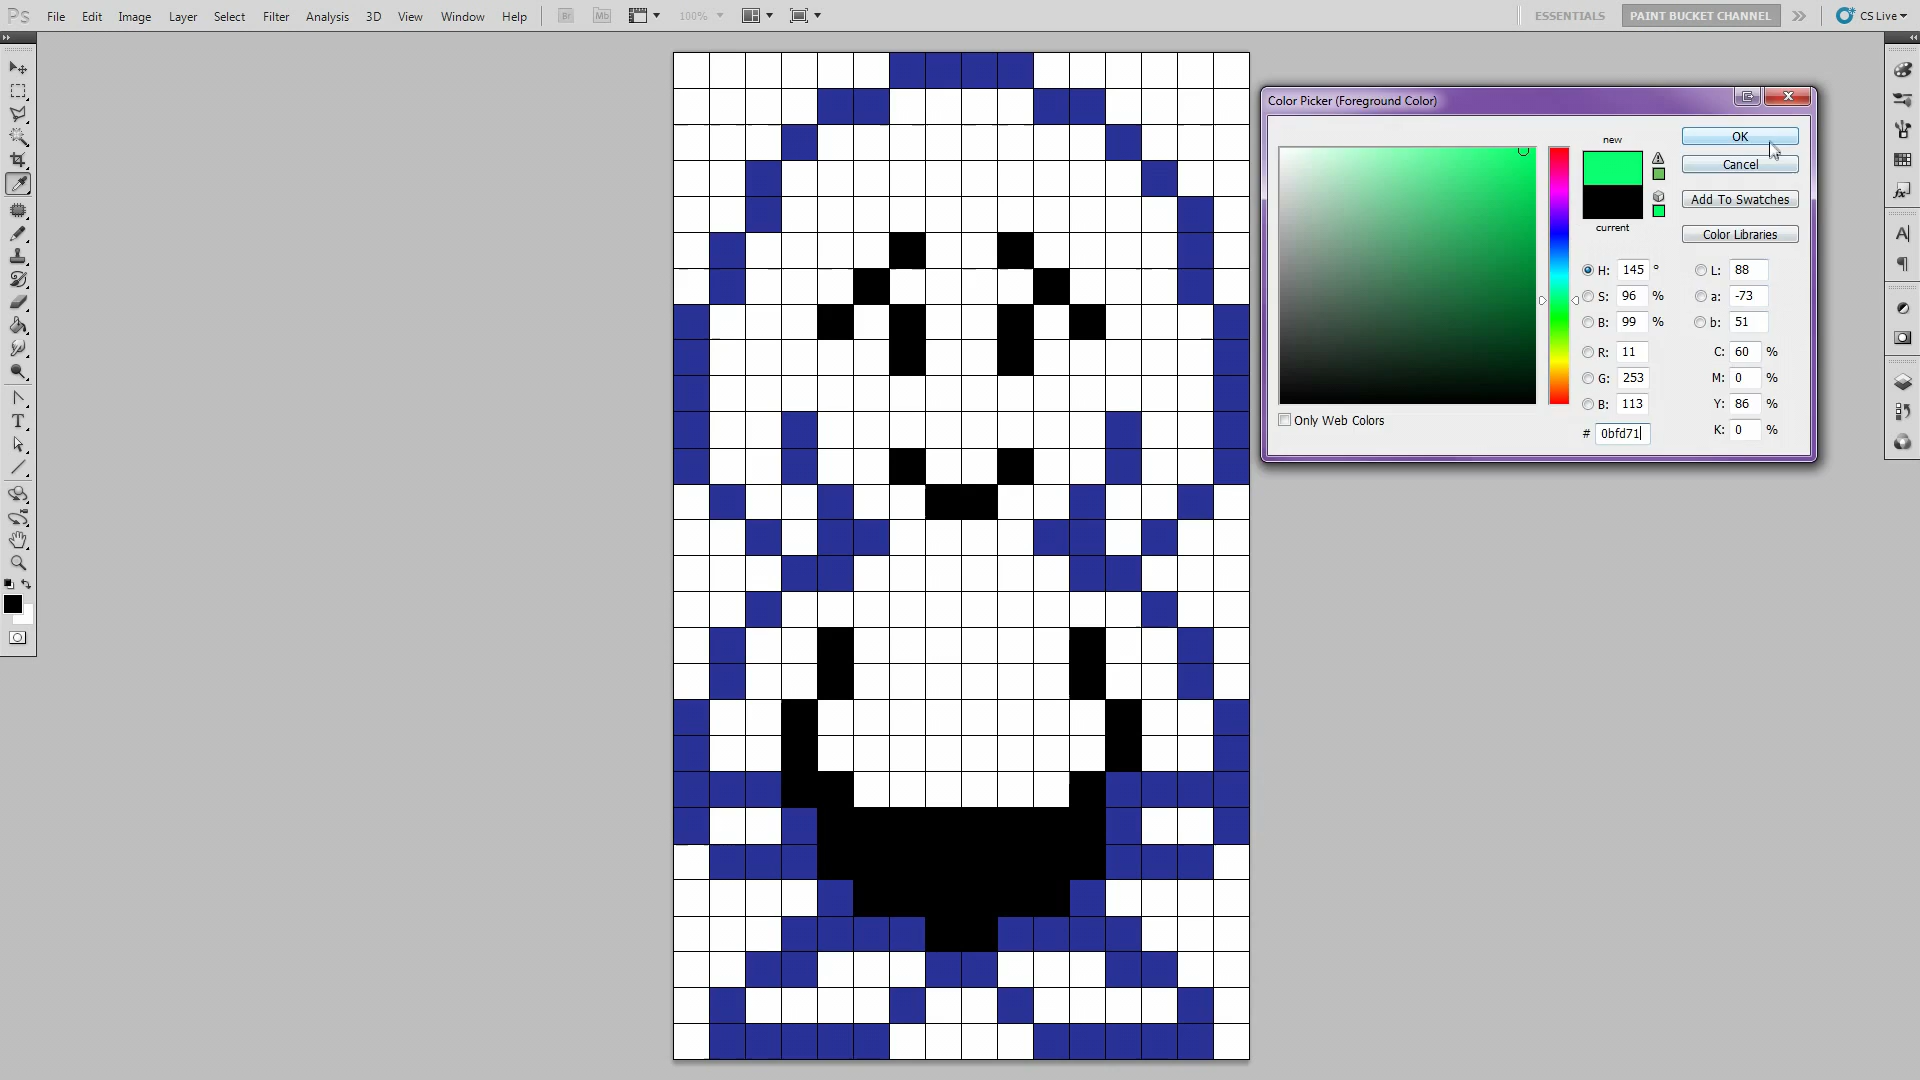 Ps File Edit Image Layer Select Filter Analysis 3D View Window Help Br Mb 100% ESSENTIALS PAINT BUCKET CHANNEL CS Live
Color Picker (Foreground Color)
new
current
OK
Cancel
Add To Swatches
Color Libraries
H: 145 ° L: 88
S: 96 % a: -73
B: 99 % b: 51
R: 11 C: 60 %
G: 253 M: 0 %
B: 113 Y: 86 %
# 0bfd71 K: 0 %
Only Web Colors